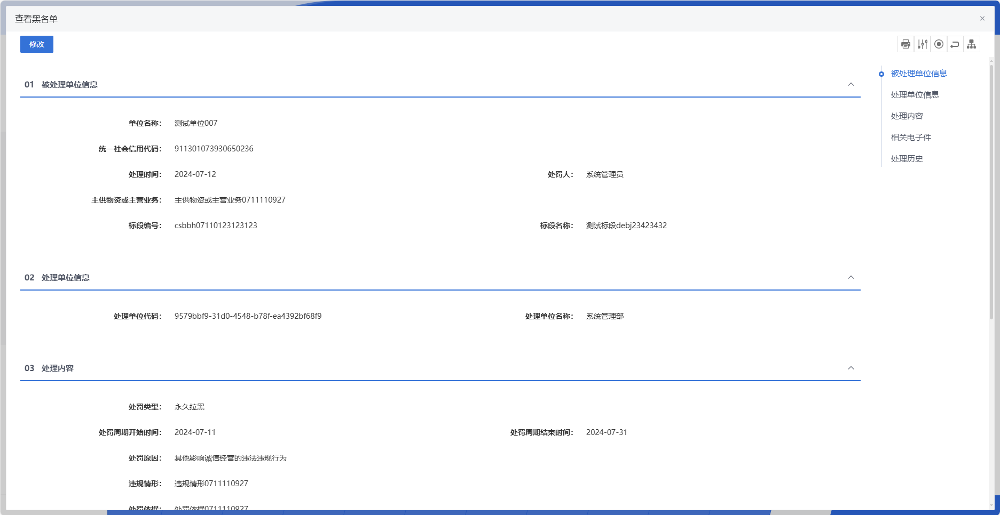 查看黑名单
修改
01 被处理单位信息
单位名称： 测试单位007
统一社会信用代码： 911301073930650236
处理时间： 2024-07-12 处罚人： 系统管理员
主供物资或主营业务： 主供物资或主营业务0711110927
标段编号： csbbh07110123123123 标段名称： 测试标段debj23423432
02 处理单位信息
处理单位代码： 9579bbf9-31d0-4548-b78f-ea4392bf68f9 处理单位名称： 系统管理部
03 处理内容
处罚类型： 永久拉黑
处罚周期开始时间： 2024-07-11 处罚周期结束时间： 2024-07-31
处罚原因： 其他影响诚信经营的违法违规行为
违规情形： 违规情形0711110927
处罚依据： 处罚依据0711110927
被处理单位信息
处理单位信息
处理内容
相关电子件
处理历史